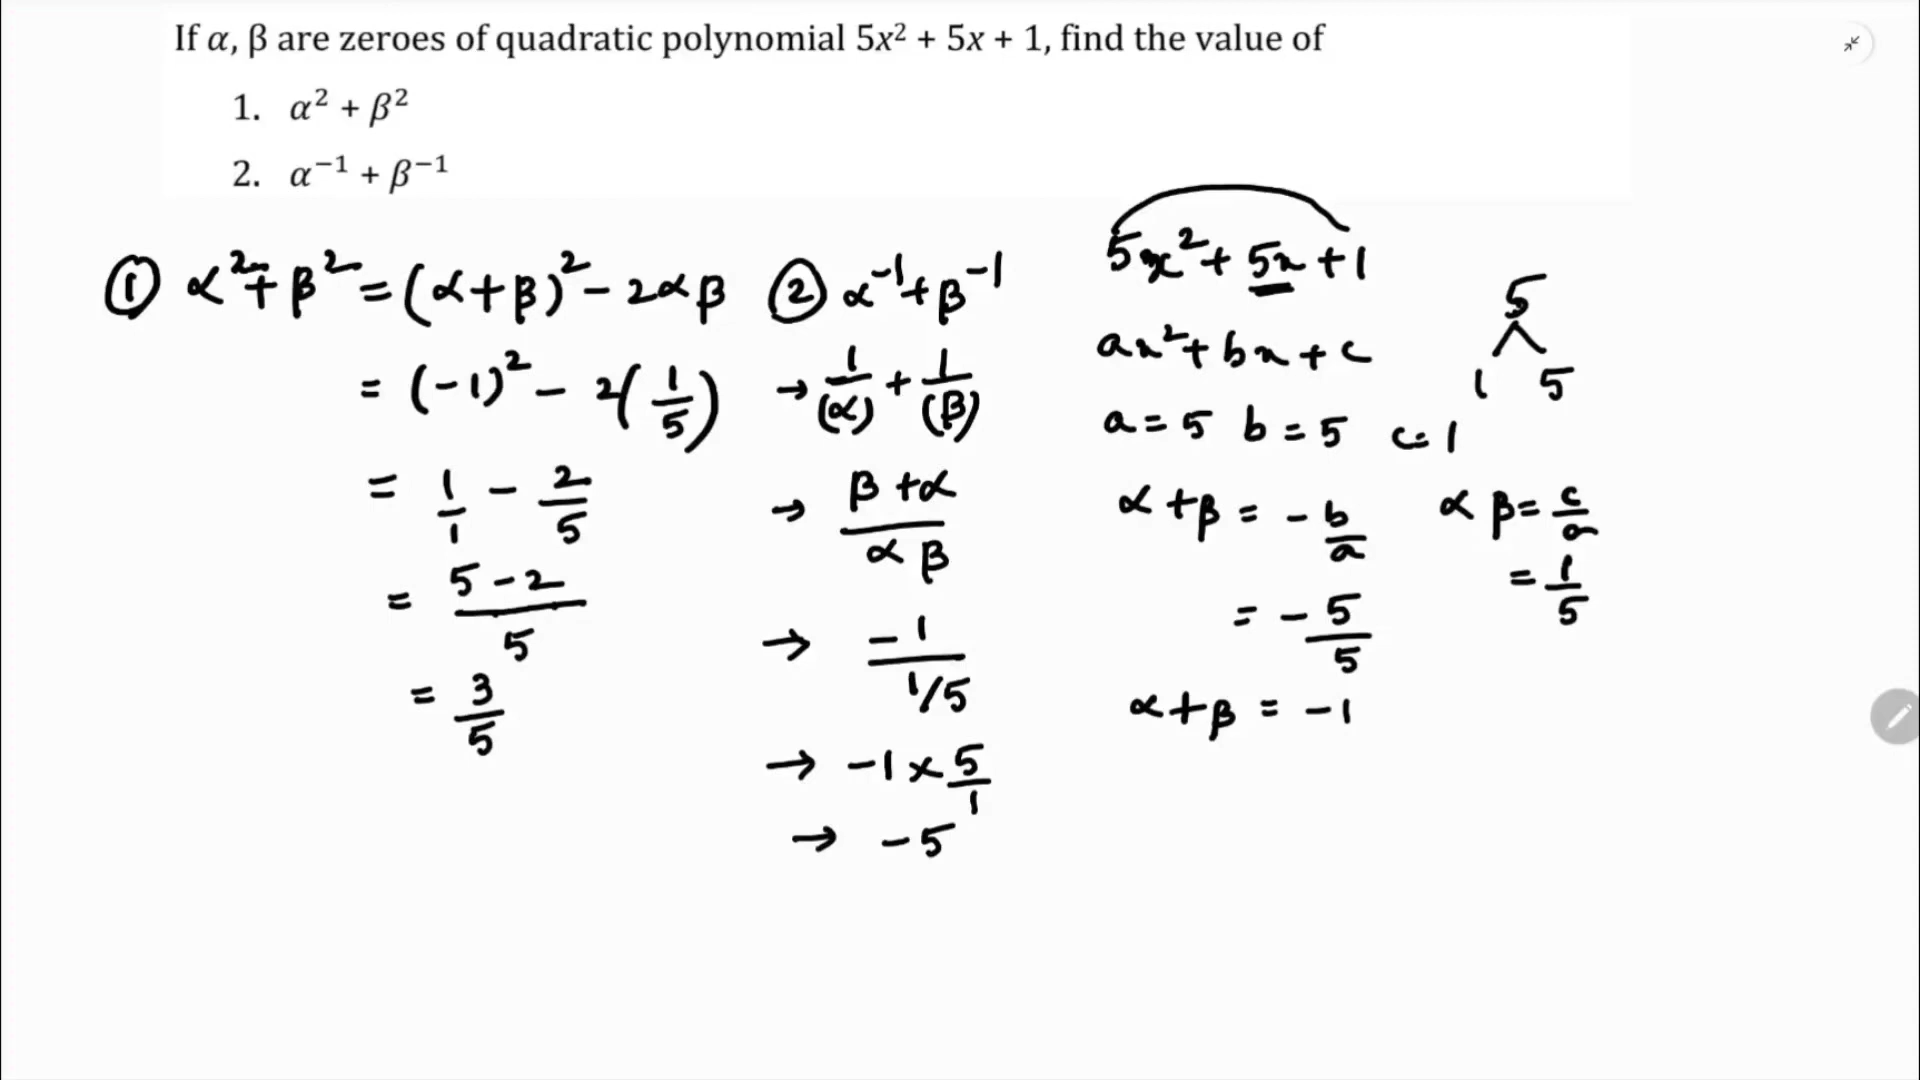 If α, β are zeroes of quadratic polynomial 5x² + 5x + 1, find the value of
1. α² + β²
2. α⁻¹ + β⁻¹
① α² + β² = (α+β)² - 2αβ
= (-1)² - 2(1/5)
= 1/1 - 2/5
= (5-2)/5
= 3/5
② α⁻¹ + β⁻¹
→ 1/(α) + 1/(β)
→ (β+α)/(αβ)
→ -1/(1/5)
→ -1 × 5/1
→ -5
5x² + 5x + 1
ax² + bx + c
a = 5 b = 5 c = 1
α + β = -b/a
= -5/5
α + β = -1
5
1 5
αβ = c/a
= 1/5